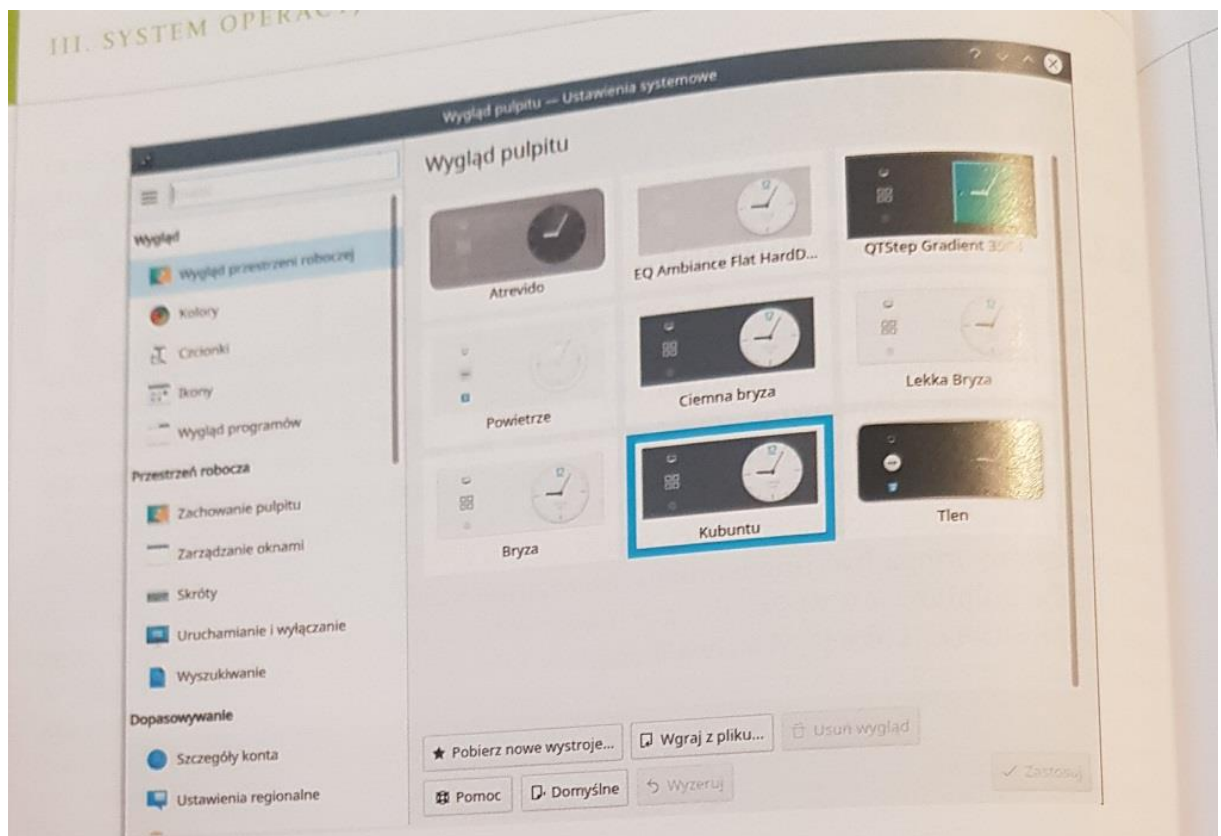 III. SYSTEM
Wygląd pulpitu — Ustawienia systemowe
Wygląd
Wygląd przestrzeni roboczej
Kolory
Czcionki
Ikony
Wygląd programów
Przestrzeń robocza
Zachowanie pulpitu
Zarządzanie oknami
Skróty
Uruchamianie i wyłączanie
Wyszukiwanie
Dopasowywanie
Szczegóły konta
Ustawienia regionalne
Wygląd pulpitu
Atrevido
EQ Ambiance Flat HardD...
QTStep Gradient
Powietrze
Ciemna bryza
Lekka Bryza
Bryza
Kubuntu
Tlen
Pobierz nowe wystroje...
Wgraj z pliku...
Usuń wygląd
Pomoc
Domyślne
Wyzeruj
Zastosuj